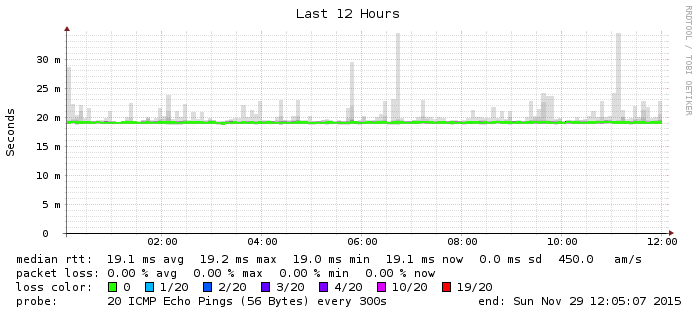 Last 12 Hours
RRDTOOL / TOBI OETIKER
Seconds
30 m
25 m
20 m
15 m
10 m
5 m
0
02:00 04:00 06:00 08:00 10:00 12:00
median rtt: 19.1 ms avg 19.2 ms max 19.0 ms min 19.1 ms now 0.0 ms sd 450.0 am/s
packet loss: 0.00 % avg 0.00 % max 0.00 % min 0.00 % now
loss color: 0 1/20 2/20 3/20 4/20 10/20 19/20
probe: 20 ICMP Echo Pings (56 Bytes) every 300s end: Sun Nov 29 12:05:07 2015